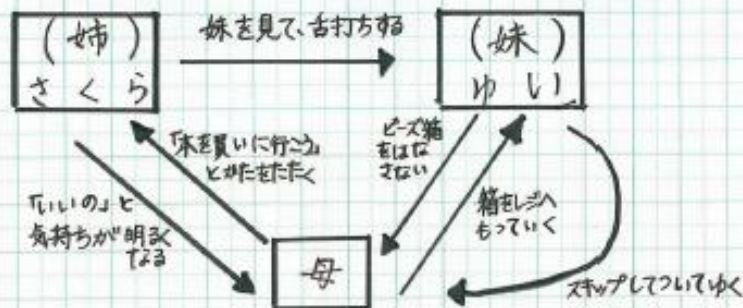 (姉)
さくら
妹を見て、舌打ちする
(妹)
ゆい
「本を買いに行こう」
とかたをたたく
ビーズ箱
をはな
さない
「いいの」と
気持ちが明るく
なる
箱をレジへ
もっていく
母
スキップしてついてゆく